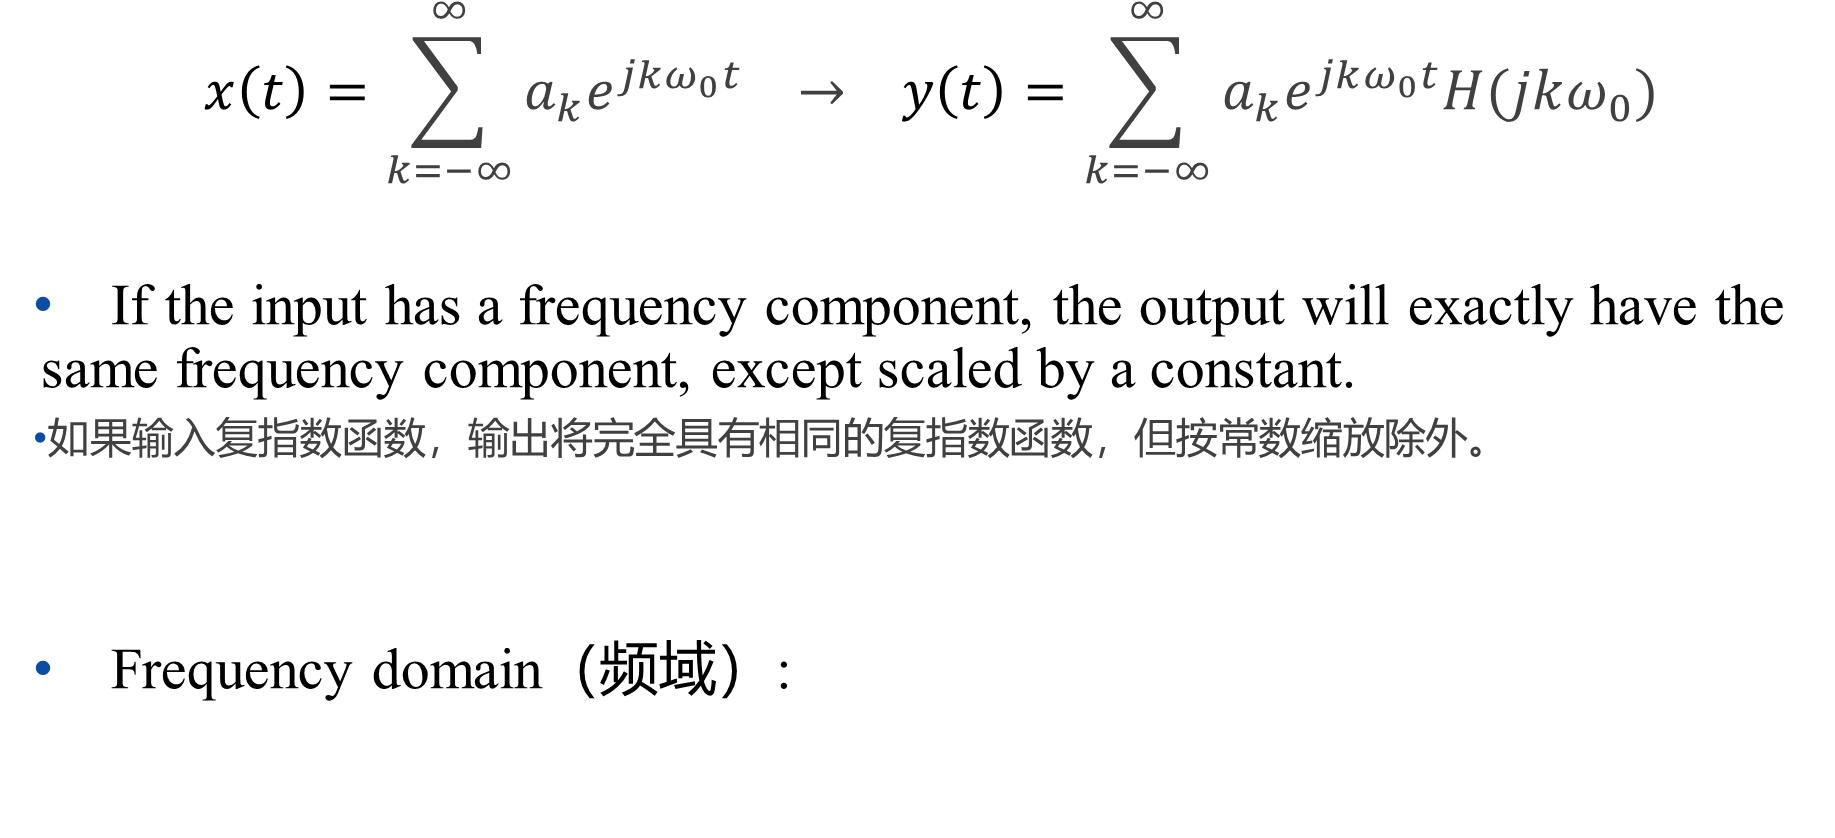 x(t) = ∑_{k=−∞}^{∞} a_k e^{jkω_0 t} → y(t) = ∑_{k=−∞}^{∞} a_k e^{jkω_0 t} H(jkω_0)
• If the input has a frequency component, the output will exactly have the
same frequency component, except scaled by a constant.
•如果输入复指数函数，输出将完全具有相同的复指数函数，但按常数缩放除外。
• Frequency domain（频域）: